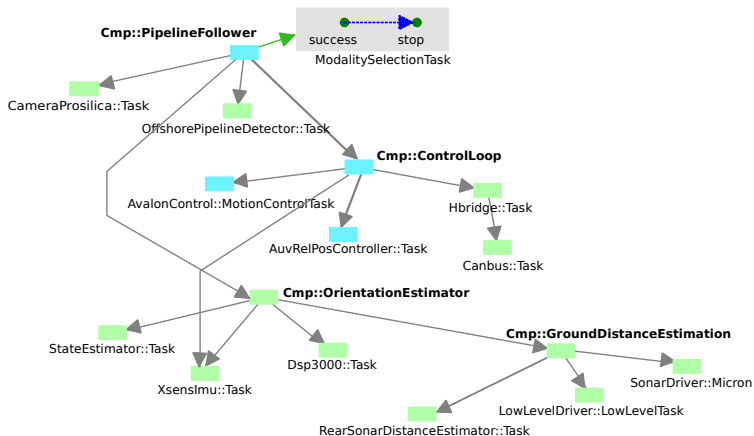 Cmp::PipelineFollower
success stop
ModalitySelectionTask
CameraProsilica::Task
OffshorePipelineDetector::Task
Cmp::ControlLoop
AvalonControl::MotionControlTask
Hbridge::Task
AuvRelPosController::Task
Canbus::Task
Cmp::OrientationEstimator
Cmp::GroundDistanceEstimation
StateEstimator::Task
Dsp3000::Task
XsensImu::Task
SonarDriver::Micron
LowLevelDriver::LowLevelTask
RearSonarDistanceEstimator::Task